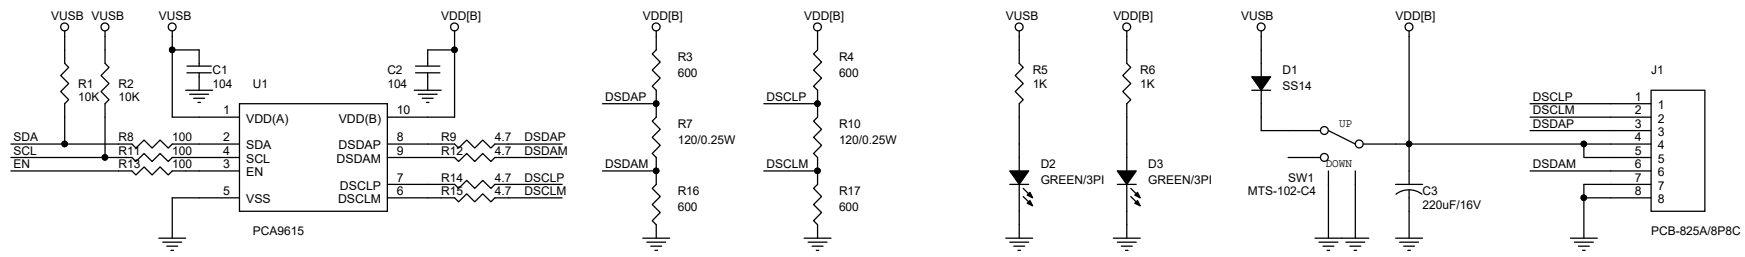 VUSB VUSB VDD[B] VDD[B] VDD[B] VUSB VDD[B] VUSB VDD[B]
R1
10K
R2
10K
C1
104
C2
104
U1
PCA9615
1 VDD(A)
2 SDA
4 SCL
3 EN
5 VSS
10 VDD(B)
8 DSDAP
9 DSDAM
7 DSCLP
6 DSCLM
SDA R8 100
SCL R11 100
EN R13 100
R9 4.7 DSDAP
R12 4.7 DSDAM
R14 4.7 DSCLP
R15 4.7 DSCLM
R3
600
DSDAP
R7
120/0.25W
DSDAM
R16
600
R4
600
DSCLP
R10
120/0.25W
DSCLM
R17
600
R5
1K
D2
GREEN/3PI
R6
1K
D3
GREEN/3PI
D1
SS14
UP
DOWN
SW1
MTS-102-C4
C3
220uF/16V
J1
DSCLP 1 1
DSCLM 2 2
DSDAP 3 3
4 4
5 5
DSDAM 6 6
7 7
8 8
PCB-825A/8P8C